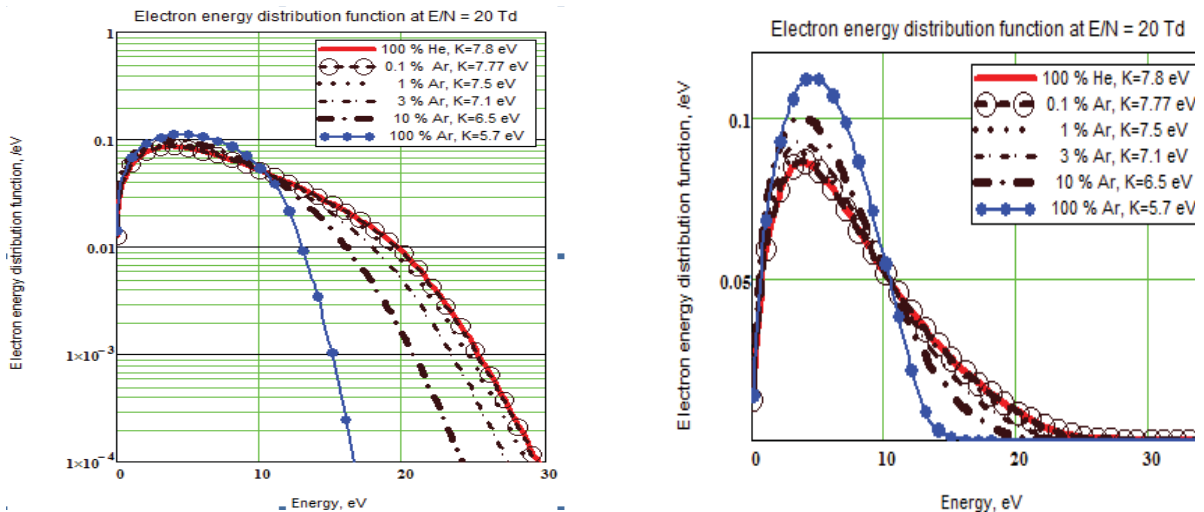 Electron energy distribution function at E/N = 20 Td
Electron energy distribution function, /eV
1
0.1
0.01
1×10⁻³
1×10⁻⁴
100 % He, K=7.8 eV
0.1 % Ar, K=7.77 eV
1 % Ar, K=7.5 eV
3 % Ar, K=7.1 eV
10 % Ar, K=6.5 eV
100 % Ar, K=5.7 eV
0 10 20 30
Energy, eV
Electron energy distribution function at E/N = 20 Td
Electron energy distribution function, /eV
0.1
0.05
100 % He, K=7.8 eV
0.1 % Ar, K=7.77 eV
1 % Ar, K=7.5 eV
3 % Ar, K=7.1 eV
10 % Ar, K=6.5 eV
100 % Ar, K=5.7 eV
0 10 20 30
Energy, eV